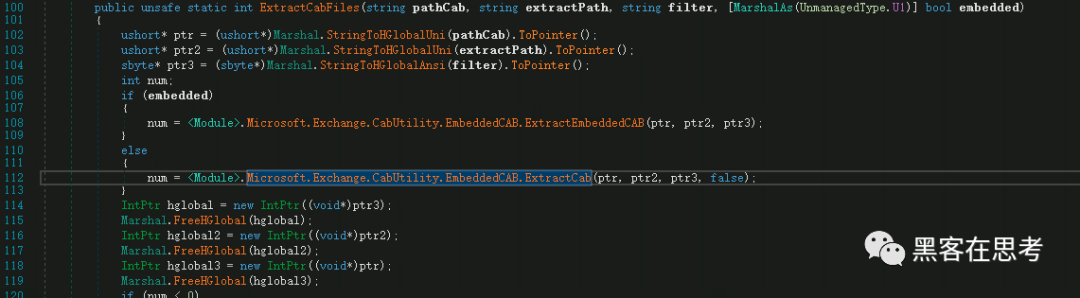 100 public unsafe static int ExtractCabFiles(string pathCab, string extractPath, string filter, [MarshalAs(UnmanagedType.U1)] bool embedded)
101 {
102 ushort* ptr = (ushort*)Marshal.StringToHGlobalUni(pathCab).ToPointer();
103 ushort* ptr2 = (ushort*)Marshal.StringToHGlobalUni(extractPath).ToPointer();
104 sbyte* ptr3 = (sbyte*)Marshal.StringToHGlobalAnsi(filter).ToPointer();
105 int num;
106 if (embedded)
107 {
108 num = <Module>.Microsoft.Exchange.CabUtility.EmbeddedCAB.ExtractEmbeddedCAB(ptr, ptr2, ptr3);
109 }
110 else
111 {
112 num = <Module>.Microsoft.Exchange.CabUtility.EmbeddedCAB.ExtractCab(ptr, ptr2, ptr3, false);
113 }
114 IntPtr hglobal = new IntPtr((void*)ptr3);
115 Marshal.FreeHGlobal(hglobal);
116 IntPtr hglobal2 = new IntPtr((void*)ptr2);
117 Marshal.FreeHGlobal(hglobal2);
118 IntPtr hglobal3 = new IntPtr((void*)ptr);
119 Marshal.FreeHGlobal(hglobal3);
120 if (num < 0)
黑客在思考